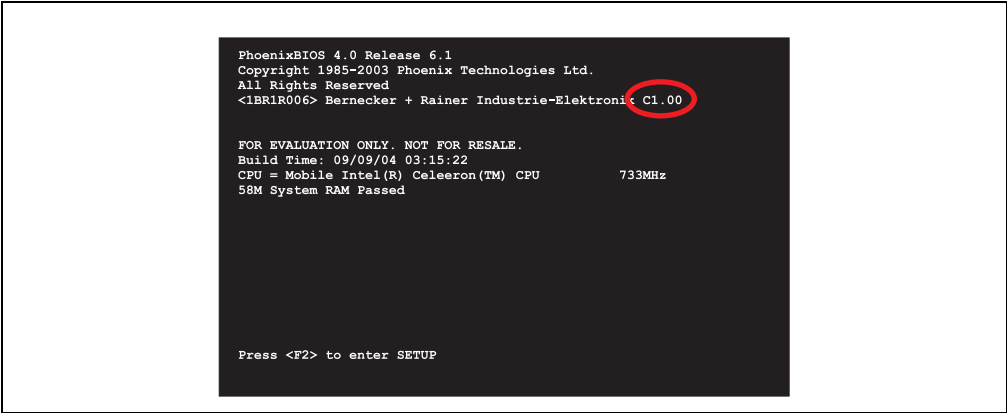 PhoenixBIOS 4.0 Release 6.1
Copyright 1985-2003 Phoenix Technologies Ltd.
All Rights Reserved
<1BR1R006> Bernecker + Rainer Industrie-Elektronik C1.00
FOR EVALUATION ONLY. NOT FOR RESALE.
Build Time: 09/09/04 03:15:22
CPU = Mobile Intel(R) Celeeron(TM) CPU 733MHz
58M System RAM Passed
Press <F2> to enter SETUP